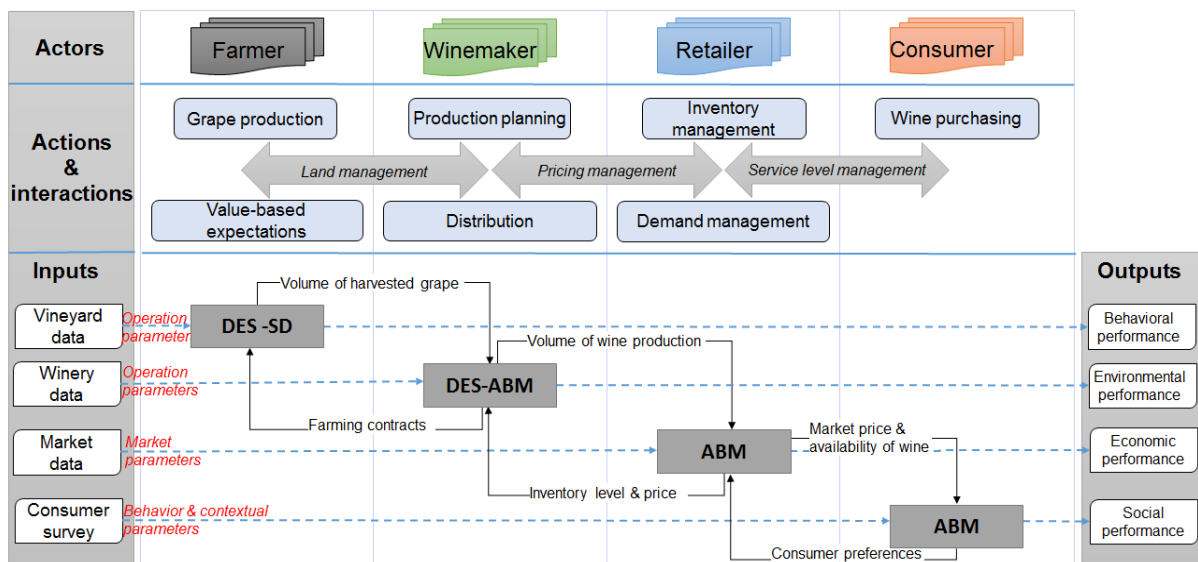 Actors
Farmer
Winemaker
Retailer
Consumer
Actions
&
interactions
Grape production
Production planning
Inventory
management
Wine purchasing
Land management
Pricing management
Service level management
Value-based
expectations
Distribution
Demand management
Inputs
Outputs
Volume of harvested grape
Vineyard
data
Operation
parameter
DES -SD
Behavioral
performance
Volume of wine production
Winery
data
Operation
parameters
DES-ABM
Environmental
performance
Farming contracts
Market
data
Market
parameters
ABM
Market price &
availability of wine
Economic
performance
Inventory level & price
Consumer
survey
Behavior & contextual
parameters
ABM
Social
performance
Consumer preferences